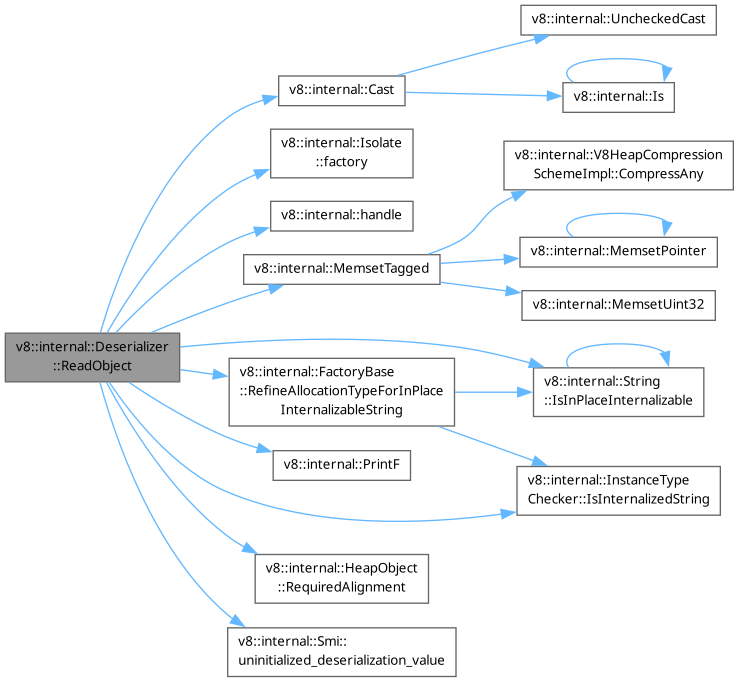 v8::internal::UncheckedCast
v8::internal::Cast
v8::internal::Is
v8::internal::Isolate
::factory
v8::internal::V8HeapCompression
SchemeImpl::CompressAny
v8::internal::handle
v8::internal::MemsetPointer
v8::internal::MemsetTagged
v8::internal::MemsetUint32
v8::internal::Deserializer
::ReadObject
v8::internal::FactoryBase
::RefineAllocationTypeForInPlace
InternalizableString
v8::internal::String
::IsInPlaceInternalizable
v8::internal::PrintF
v8::internal::InstanceType
Checker::IsInternalizedString
v8::internal::HeapObject
::RequiredAlignment
v8::internal::Smi::
uninitialized_deserialization_value